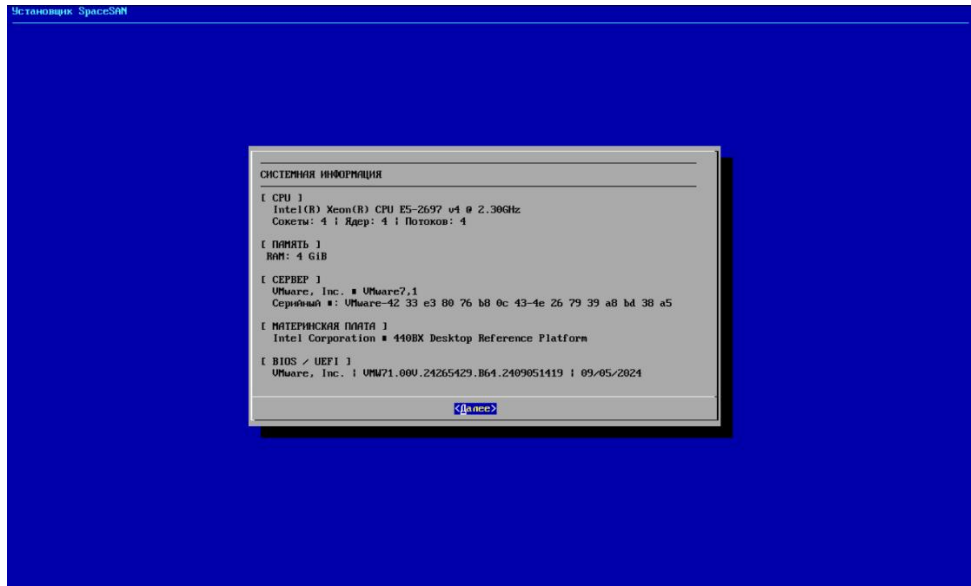 Установщик SpaceSAN
СИСТЕМНАЯ ИНФОРМАЦИЯ
[ CPU ]
Intel(R) Xeon(R) CPU E5-2697 v4 @ 2.30GHz
Сокеты: 4 ¦ Ядер: 4 ¦ Потоков: 4
[ ПАМЯТЬ ]
RAM: 4 GiB
[ СЕРВЕР ]
VMware, Inc. ■ VMware7,1
Серийный ■: VMware-42 33 e3 80 76 b8 0c 43-4e 26 79 39 a8 bd 38 a5
[ МАТЕРИНСКАЯ ПЛАТА ]
Intel Corporation ■ 440BX Desktop Reference Platform
[ BIOS / UEFI ]
VMware, Inc. ¦ VMW71.00V.24265429.B64.2409051419 ¦ 09/05/2024
<Далее>